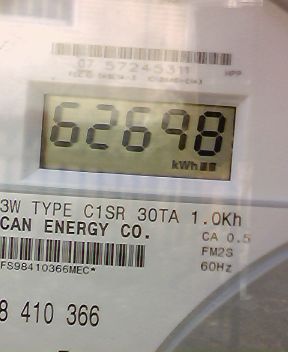 07 57245311
HPP
62698
kWh
3W TYPE C1SR 30TA 1.0Kh
CAN ENERGY CO.
CA 0.5
FM2S
60Hz
FS98410366MEC*
8 410 366